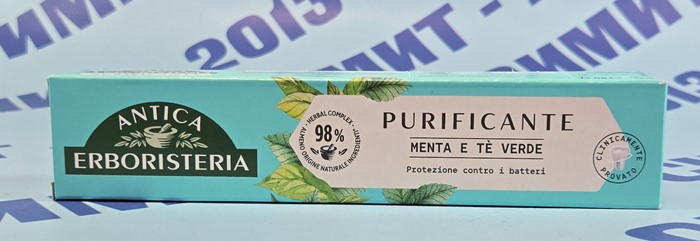 2013
ЗИМИТ
ANTICA
ERBORISTERIA
HERBAL COMPLEX
98%
ALMENO ORIGINE NATURALE INGREDIENTI
PURIFICANTE
MENTA E TÈ VERDE
Protezione contro i batteri
CLINICAMENTE
PROVATO